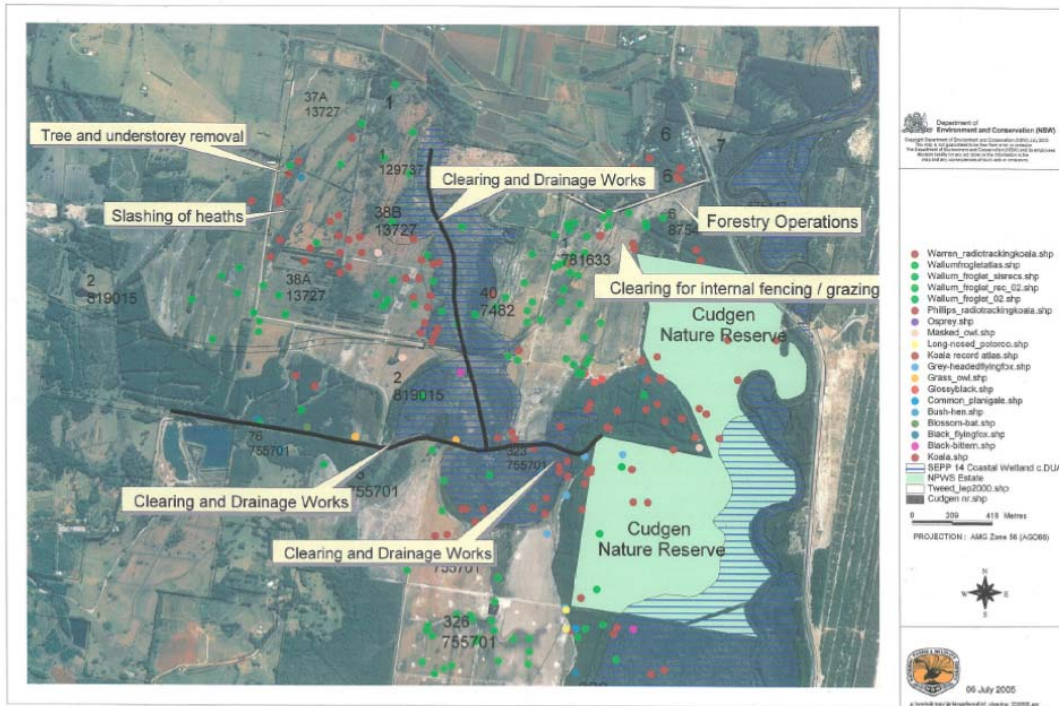 37A
13727
1
Tree and understorey removal
1
129737
Clearing and Drainage Works
Slashing of heaths
38B
13727
6
7
6
6
8754
Forestry Operations
1
781633
Clearing for internal fencing / grazing
2
819015
38A
13727
40
7482
Cudgen
Nature Reserve
2
819015
76
755701
323
755701
755701
Clearing and Drainage Works
Clearing and Drainage Works
755701
Cudgen
Nature Reserve
326
755701
Department of
Environment and Conservation (NSW)
Warren_radiotrackingkoala.shp
Wallumfrogletatlas.shp
Wallum_froglet_sisrecs.shp
Wallum_froglet_rec_02.shp
Wallum_froglet_02.shp
Phillips_radiotrackingkoala.shp
Osprey.shp
Masked_owl.shp
Long-nosed_potoroo.shp
Koala record atlas.shp
Grey-headedflyingfox.shp
Grass_owl.shp
Glossyblack.shp
Common_planigale.shp
Bush-hen.shp
Blossom-bat.shp
Black_flyingfox.shp
Black-bittern.shp
Koala.shp
SEPP 14 Coastal Wetland c.DUA
NPWS Estate
Tweed_lep2000.shp
Cudgen nr.shp
0 209 418 Metres
PROJECTION : AMG Zone 56 (AGD66)
N
W E
S
06 July 2005